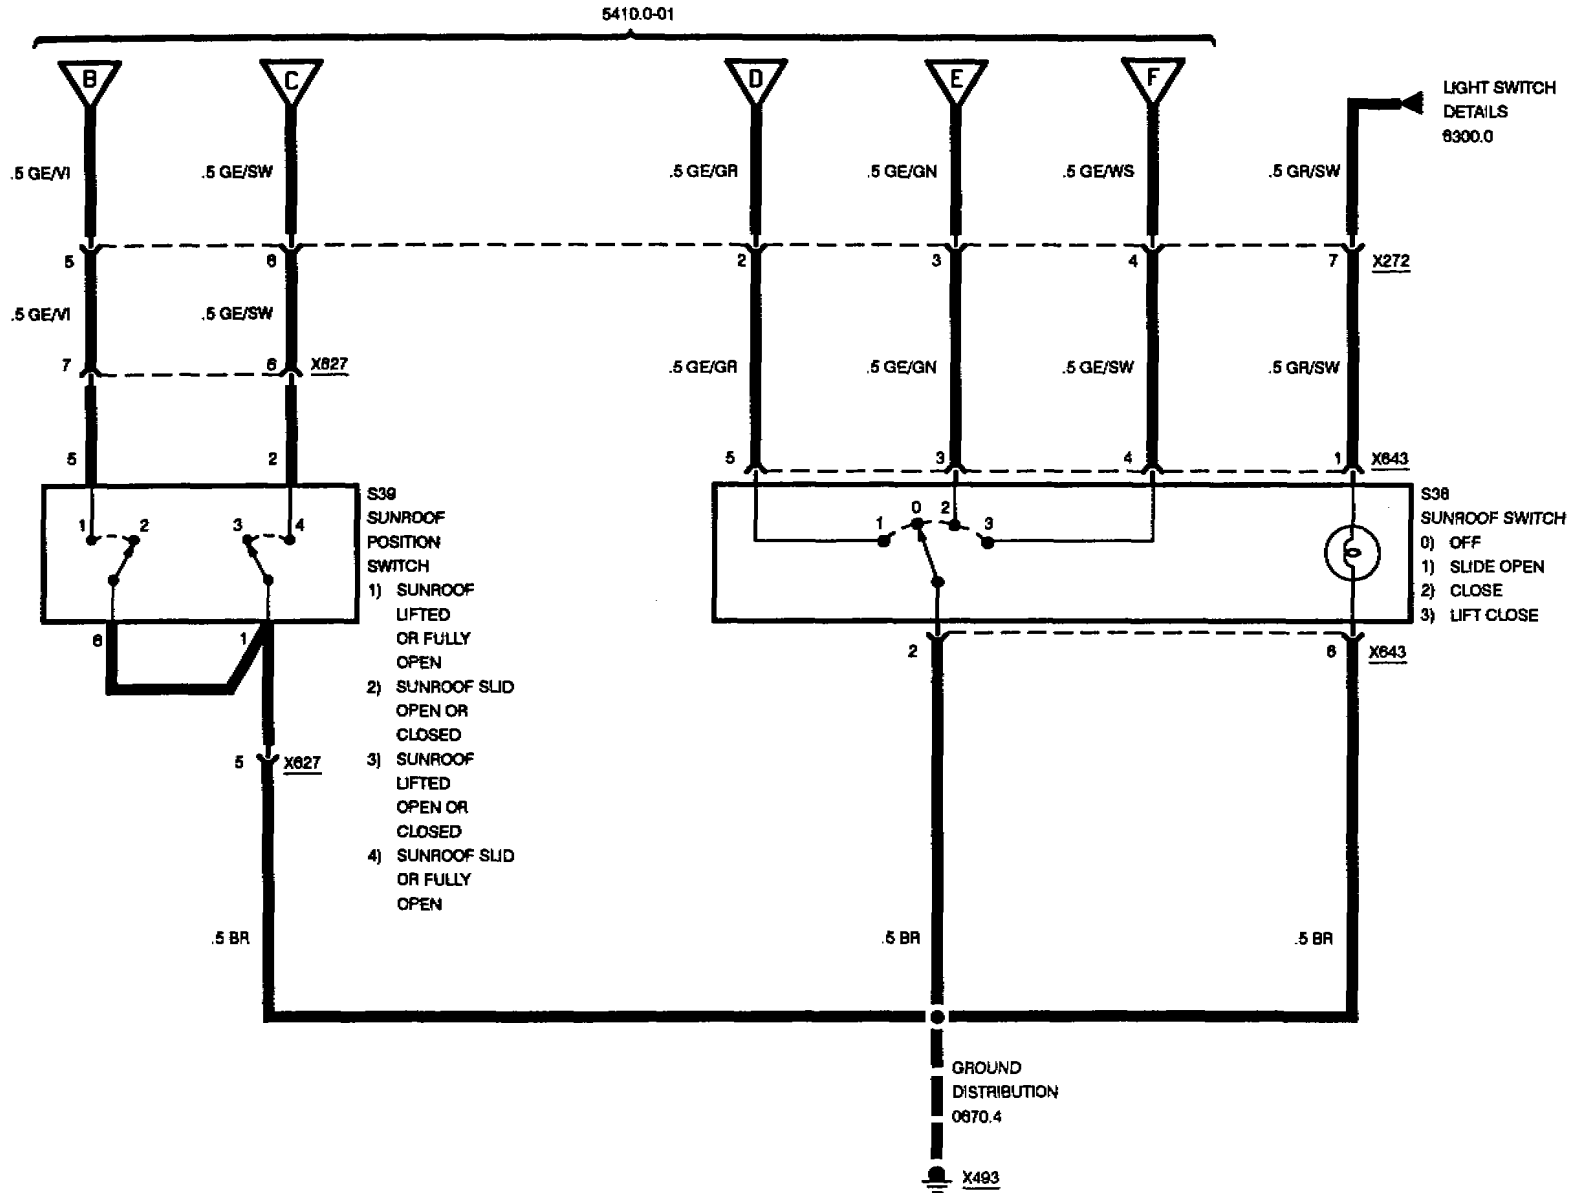 5410.0-01
B C D E F
LIGHT SWITCH
DETAILS
6300.0
.5 GE/VI .5 GE/SW .5 GE/GR .5 GE/GN .5 GE/WS .5 GR/SW
5 6 2 3 4 7 X272
.5 GE/VI .5 GE/SW
7 6 X627
.5 GE/GR .5 GE/GN .5 GE/SW .5 GR/SW
5 2 5 3 4 1 X643
S39
SUNROOF
POSITION
SWITCH
1) SUNROOF
LIFTED
OR FULLY
OPEN
2) SUNROOF SLID
OPEN OR
CLOSED
3) SUNROOF
LIFTED
OPEN OR
CLOSED
4) SUNROOF SLID
OR FULLY
OPEN
1 2 3 4
6 1
5 X627
S38
SUNROOF SWITCH
0) OFF
1) SLIDE OPEN
2) CLOSE
3) LIFT CLOSE
1 0 2 3
2 6 X643
.5 BR .5 BR .5 BR
GROUND
DISTRIBUTION
0670.4
X493